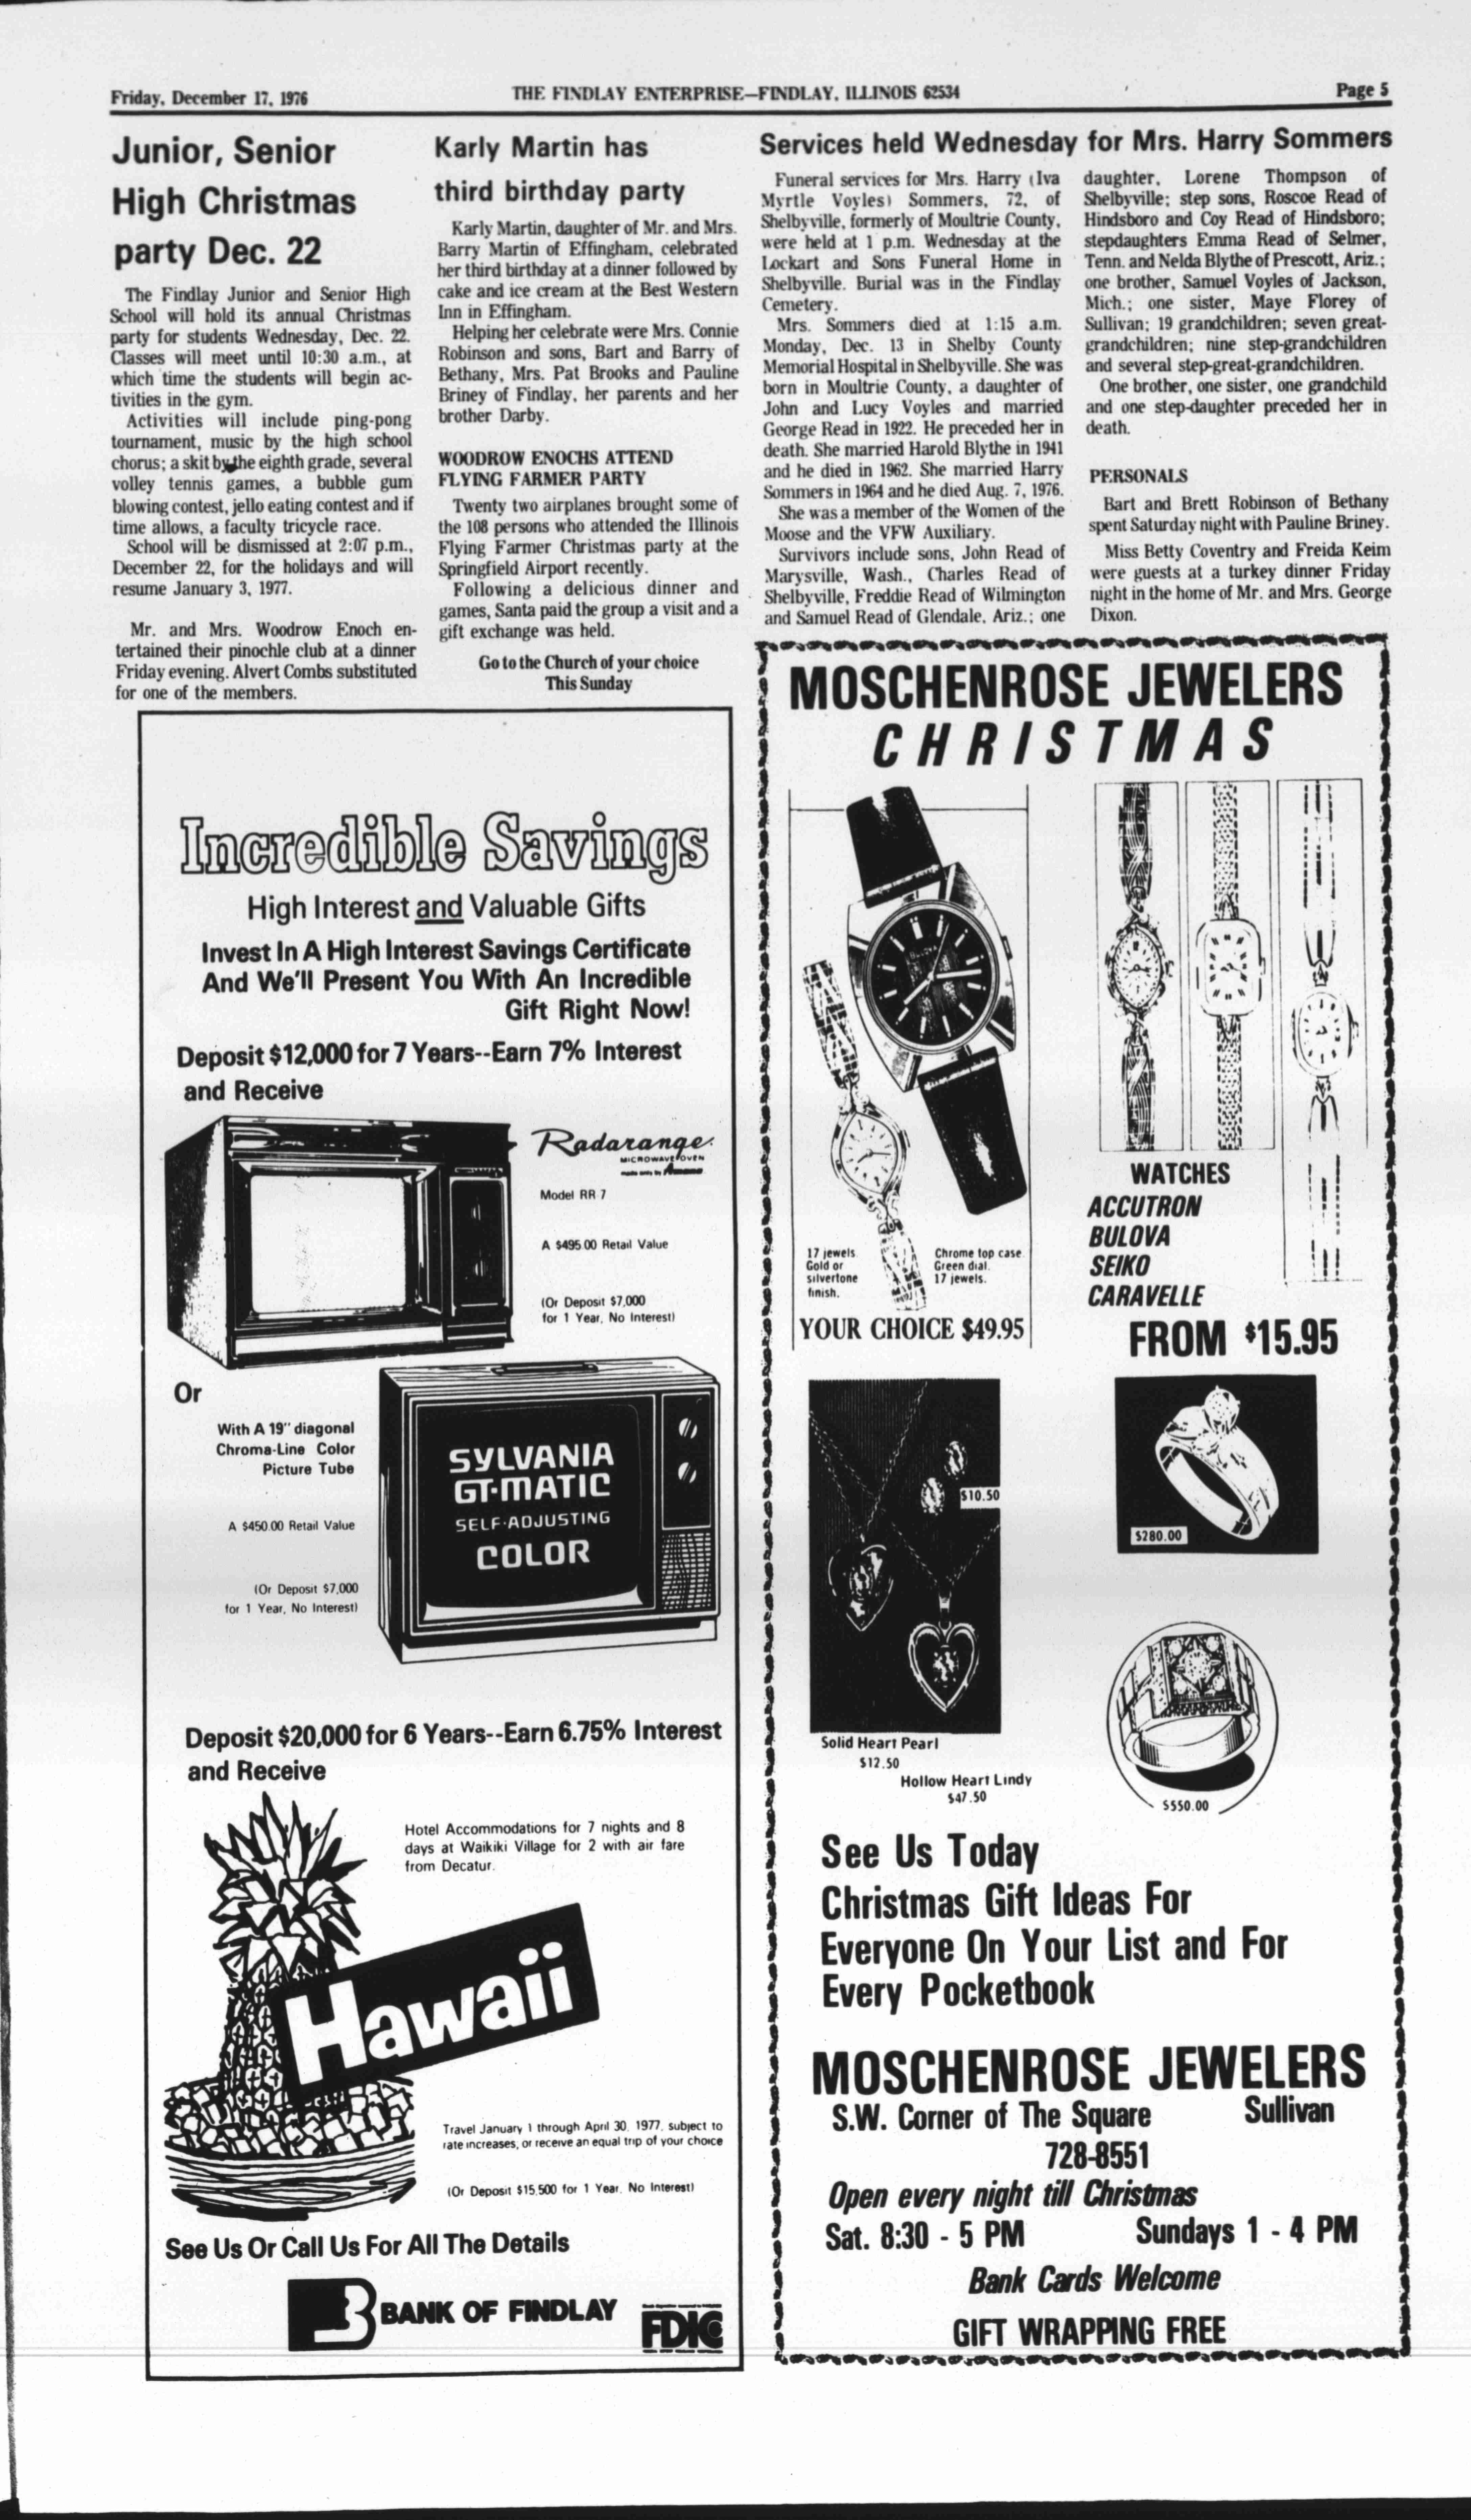 Friday, December 17, 1976
THE FINDLAY ENTERPRISE—FINDLAY, ILLINOIS 62534
Page 5
Junior, Senior
High Christmas
party Dec. 22
The Findlay Junior and Senior High
School will hold its annual Christmas
party for students Wednesday, Dec. 22.
Classes will meet until 10:30 a.m., at
which time the students will begin ac-
tivities in the gym.
Activities will include ping-pong
tournament, music by the high school
chorus; a skit by the eighth grade, several
volley tennis games, a bubble gum
blowing contest, jello eating contest and if
time allows, a faculty tricycle race.
School will be dismissed at 2:07 p.m.,
December 22, for the holidays and will
resume January 3, 1977.
Mr. and Mrs. Woodrow Enoch en-
tertained their pinochle club at a dinner
Friday evening. Alvert Combs substituted
for one of the members.
Karly Martin has
third birthday party
Karly Martin, daughter of Mr. and Mrs.
Barry Martin of Effingham, celebrated
her third birthday at a dinner followed by
cake and ice cream at the Best Western
Inn in Effingham.
Helping her celebrate were Mrs. Connie
Robinson and sons, Bart and Barry of
Bethany, Mrs. Pat Brooks and Pauline
Briney of Findlay, her parents and her
brother Darby.
WOODROW ENOCHS ATTEND
FLYING FARMER PARTY
Twenty two airplanes brought some of
the 108 persons who attended the Illinois
Flying Farmer Christmas party at the
Springfield Airport recently.
Following a delicious dinner and
games, Santa paid the group a visit and a
gift exchange was held.
Go to the Church of your choice
This Sunday
Services held Wednesday for Mrs. Harry Sommers
Funeral services for Mrs. Harry (Iva
Myrtle Voyles) Sommers, 72, of
Shelbyville, formerly of Moultrie County,
were held at 1 p.m. Wednesday at the
Lockart and Sons Funeral Home in
Shelbyville. Burial was in the Findlay
Cemetery.
Mrs. Sommers died at 1:15 a.m.
Monday, Dec. 13 in Shelby County
Memorial Hospital in Shelbyville. She was
born in Moultrie County, a daughter of
John and Lucy Voyles and married
George Read in 1922. He preceded her in
death. She married Harold Blythe in 1941
and he died in 1962. She married Harry
Sommers in 1964 and he died Aug. 7, 1976.
She was a member of the Women of the
Moose and the VFW Auxiliary.
Survivors include sons, John Read of
Marysville, Wash., Charles Read of
Shelbyville, Freddie Read of Wilmington
and Samuel Read of Glendale, Ariz.; one
daughter, Lorene Thompson of
Shelbyville; step sons, Roscoe Read of
Hindsboro and Coy Read of Hindsboro;
stepdaughters Emma Read of Selmer,
Tenn. and Nelda Blythe of Prescott, Ariz.;
one brother, Samuel Voyles of Jackson,
Mich.; one sister, Maye Florey of
Sullivan; 19 grandchildren; seven great-
grandchildren; nine step-grandchildren
and several step-great-grandchildren.
One brother, one sister, one grandchild
and one step-daughter preceded her in
death.
PERSONALS
Bart and Brett Robinson of Bethany
spent Saturday night with Pauline Briney.
Miss Betty Coventry and Freida Keim
were guests at a turkey dinner Friday
night in the home of Mr. and Mrs. George
Dixon.
Incredible Savings
High Interest and Valuable Gifts
Invest In A High Interest Savings Certificate
And We'll Present You With An Incredible
Gift Right Now!
Deposit $12,000 for 7 Years--Earn 7% Interest
and Receive
Radarange
MICROWAVE OVEN
made only by Amana
Model RR 7
A $495.00 Retail Value
(Or Deposit $7,000
for 1 Year, No Interest)
Or
With A 19" diagonal
Chroma-Line Color
Picture Tube
A $450.00 Retail Value
(Or Deposit $7,000
for 1 Year, No Interest)
SYLVANIA
GT-MATIC
SELF-ADJUSTING
COLOR
Deposit $20,000 for 6 Years--Earn 6.75% Interest
and Receive
Hotel Accommodations for 7 nights and 8
days at Waikiki Village for 2 with air fare
from Decatur.
Hawaii
Travel January 1 through April 30, 1977, subject to
rate increases, or receive an equal trip of your choice
(Or Deposit $15,500 for 1 Year, No Interest)
See Us Or Call Us For All The Details
BANK OF FINDLAY
FDIC
MOSCHENROSE JEWELERS
CHRISTMAS
17 jewels
Gold or
silvertone
finish.
Chrome top case
Green dial.
17 jewels.
YOUR CHOICE $49.95
WATCHES
ACCUTRON
BULOVA
SEIKO
CARAVELLE
FROM $15.95
$10.50
$280.00
Solid Heart Pearl
$12.50
Hollow Heart Lindy
$47.50
$550.00
See Us Today
Christmas Gift Ideas For
Everyone On Your List and For
Every Pocketbook
MOSCHENROSE JEWELERS
S.W. Corner of The Square Sullivan
728-8551
Open every night till Christmas
Sat. 8:30 - 5 PM Sundays 1 - 4 PM
Bank Cards Welcome
GIFT WRAPPING FREE